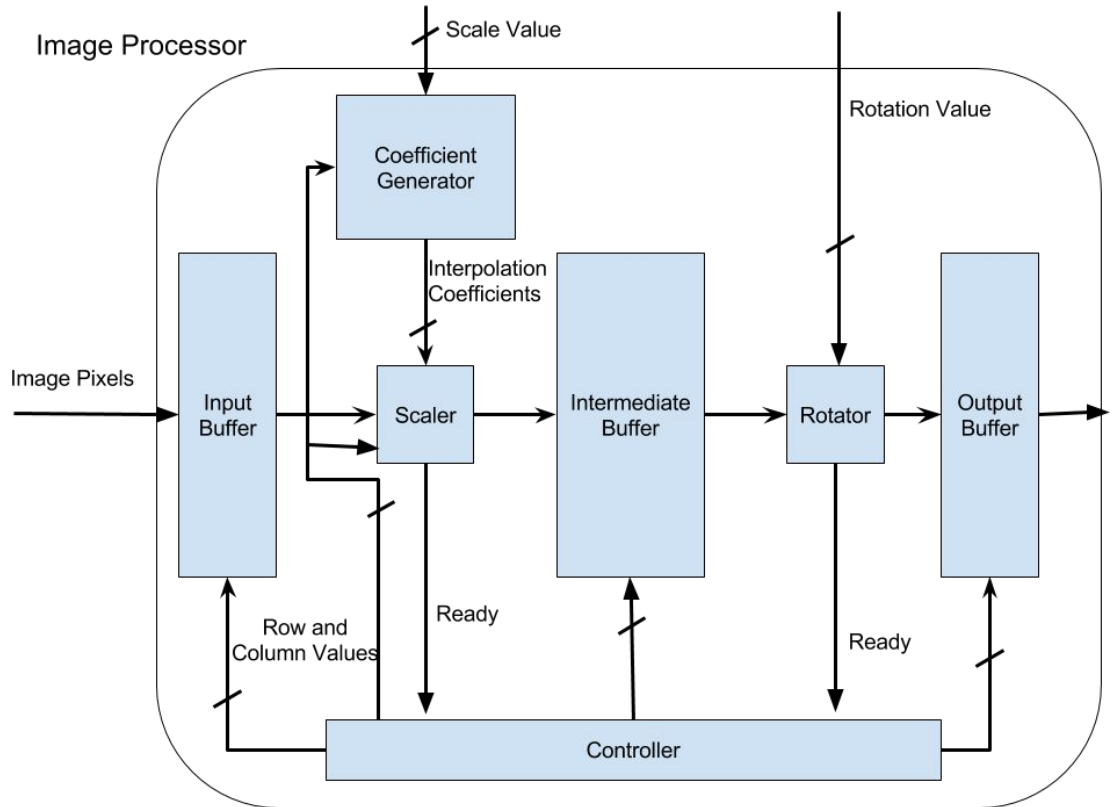 Image Processor
Scale Value
Rotation Value
Coefficient
Generator
Interpolation
Coefficients
Image Pixels
Input
Buffer
Scaler
Intermediate
Buffer
Rotator
Output
Buffer
Row and
Column Values
Ready
Ready
Controller